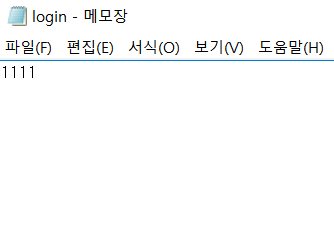 login - 메모장
파일(F) 편집(E) 서식(O) 보기(V) 도움말(H)
1111